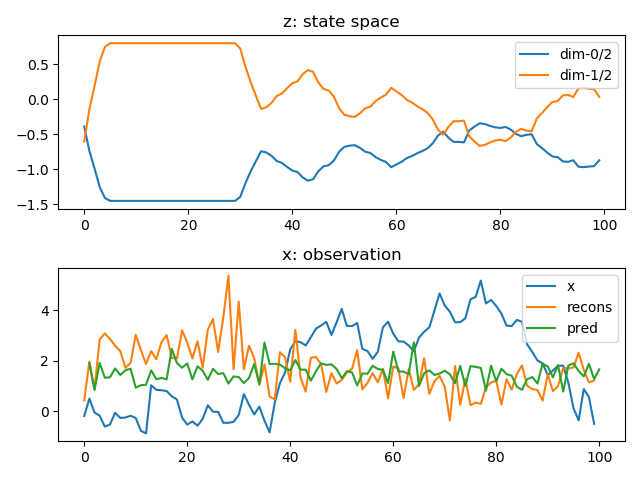 z: state space
dim-0/2
dim-1/2
0.5
0.0
−0.5
−1.0
−1.5
0 20 40 60 80 100
x: observation
x
recons
pred
4
2
0
0 20 40 60 80 100